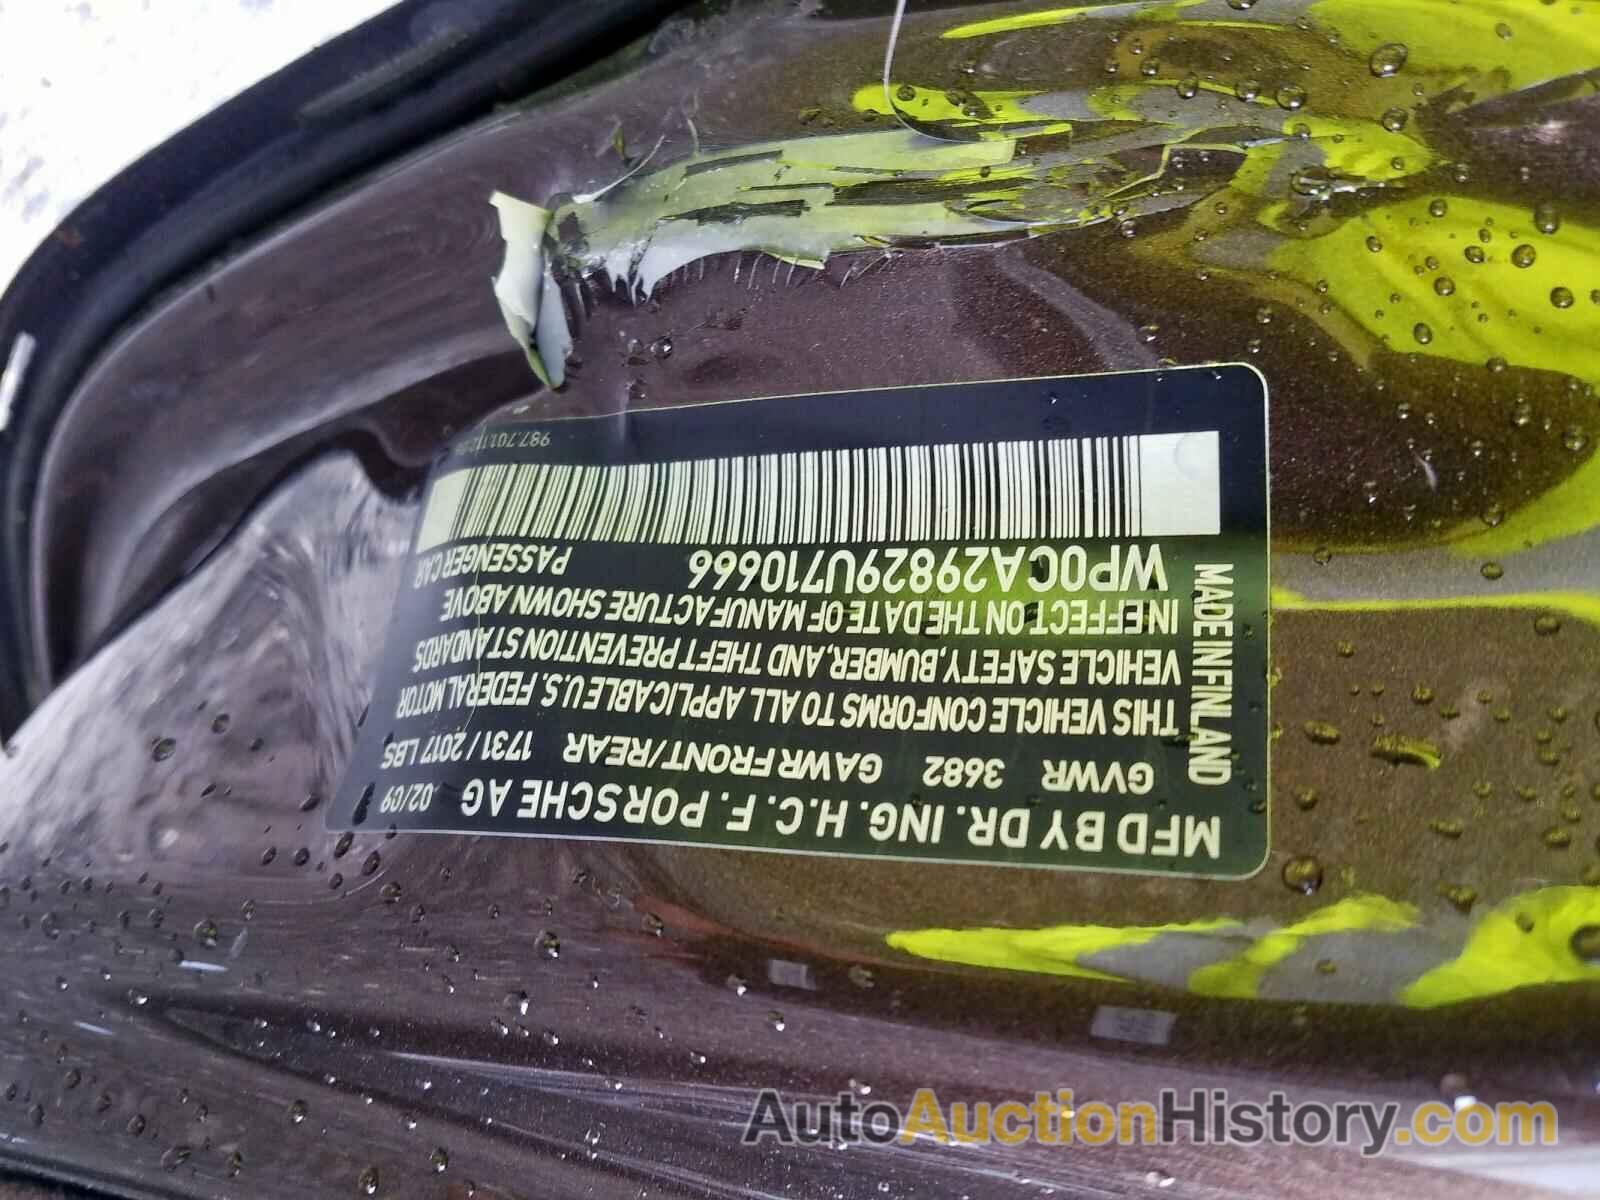 MFD BY DR. ING. H.C. F. PORSCHE AG 02/09
GVWR 3682 GAWR FRONT/REAR 1731 / 2017 LBS
THIS VEHICLE CONFORMS TO ALL APPLICABLE U.S. FEDERAL MOTOR
VEHICLE SAFETY, BUMBER, AND THEFT PREVENTION STANDARDS
IN EFFECT ON THE DATE OF MANUFACTURE SHOWN ABOVE
WP0CA29829U710666 PASSENGER CAR
MADE IN FINLAND
AutoAuctionHistory.com